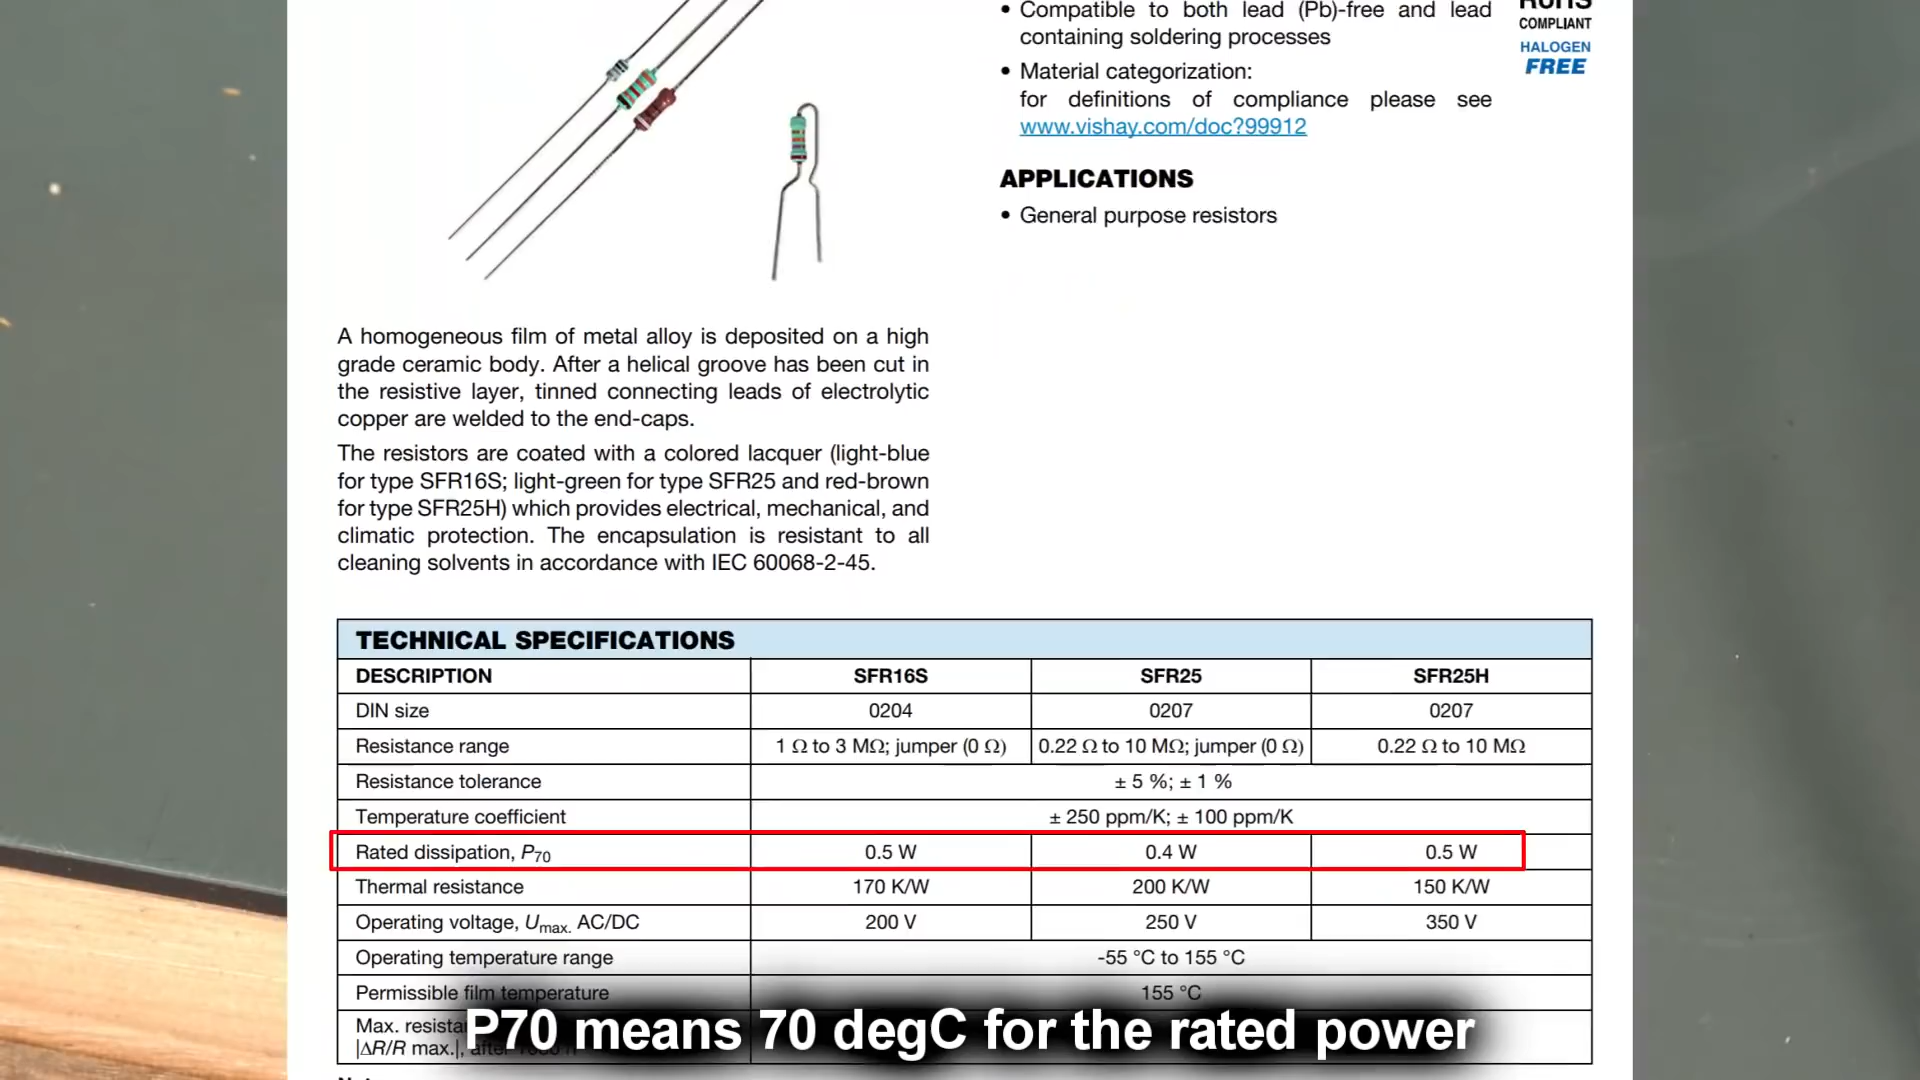 • Compatible to both lead (Pb)-free and lead
containing soldering processes
• Material categorization:
for definitions of compliance please see
www.vishay.com/doc?99912
RoHS
COMPLIANT
HALOGEN
FREE
APPLICATIONS
• General purpose resistors
A homogeneous film of metal alloy is deposited on a high
grade ceramic body. After a helical groove has been cut in
the resistive layer, tinned connecting leads of electrolytic
copper are welded to the end-caps.
The resistors are coated with a colored lacquer (light-blue
for type SFR16S; light-green for type SFR25 and red-brown
for type SFR25H) which provides electrical, mechanical, and
climatic protection. The encapsulation is resistant to all
cleaning solvents in accordance with IEC 60068-2-45.
TECHNICAL SPECIFICATIONS
DESCRIPTION SFR16S SFR25 SFR25H
DIN size 0204 0207 0207
Resistance range 1 Ω to 3 MΩ; jumper (0 Ω) 0.22 Ω to 10 MΩ; jumper (0 Ω) 0.22 Ω to 10 MΩ
Resistance tolerance ± 5 %; ± 1 %
Temperature coefficient ± 250 ppm/K; ± 100 ppm/K
Rated dissipation, P70 0.5 W 0.4 W 0.5 W
Thermal resistance 170 K/W 200 K/W 150 K/W
Operating voltage, Umax. AC/DC 200 V 250 V 350 V
Operating temperature range -55 °C to 155 °C
Permissible film temperature 155 °C
Max.
|ΔR/R max.|, after
P70 means 70 degC for the rated power